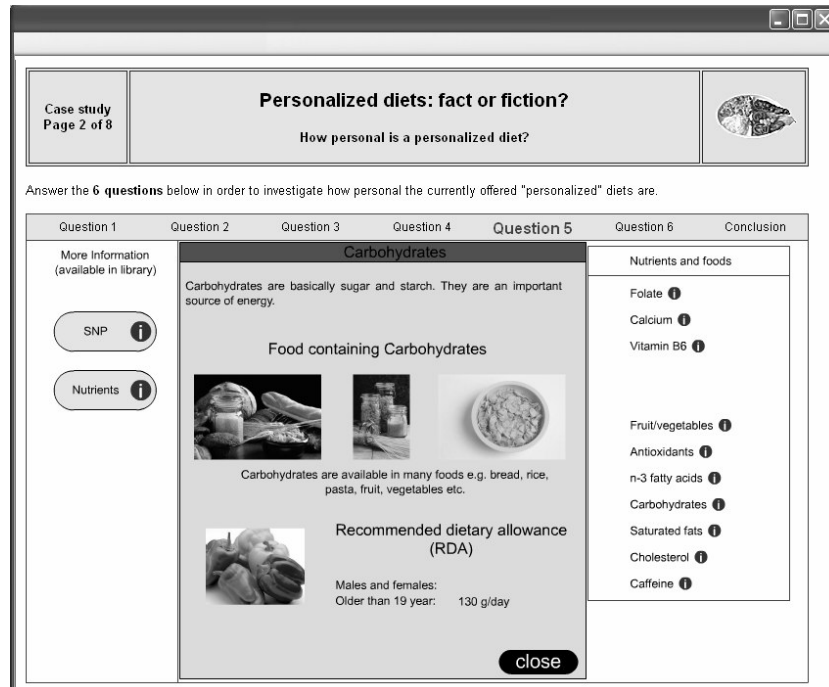 Case study
Page 2 of 8
Personalized diets: fact or fiction?
How personal is a personalized diet?
Answer the 6 questions below in order to investigate how personal the currently offered "personalized" diets are.
Question 1 Question 2 Question 3 Question 4 Question 5 Question 6 Conclusion
More Information
(available in library)
SNP
Nutrients
Carbohydrates
Carbohydrates are basically sugar and starch. They are an important
source of energy.
Food containing Carbohydrates
Carbohydrates are available in many foods e.g. bread, rice,
pasta, fruit, vegetables etc.
Recommended dietary allowance
(RDA)
Males and females:
Older than 19 year: 130 g/day
close
Nutrients and foods
Folate
Calcium
Vitamin B6
Fruit/vegetables
Antioxidants
n-3 fatty acids
Carbohydrates
Saturated fats
Cholesterol
Caffeine